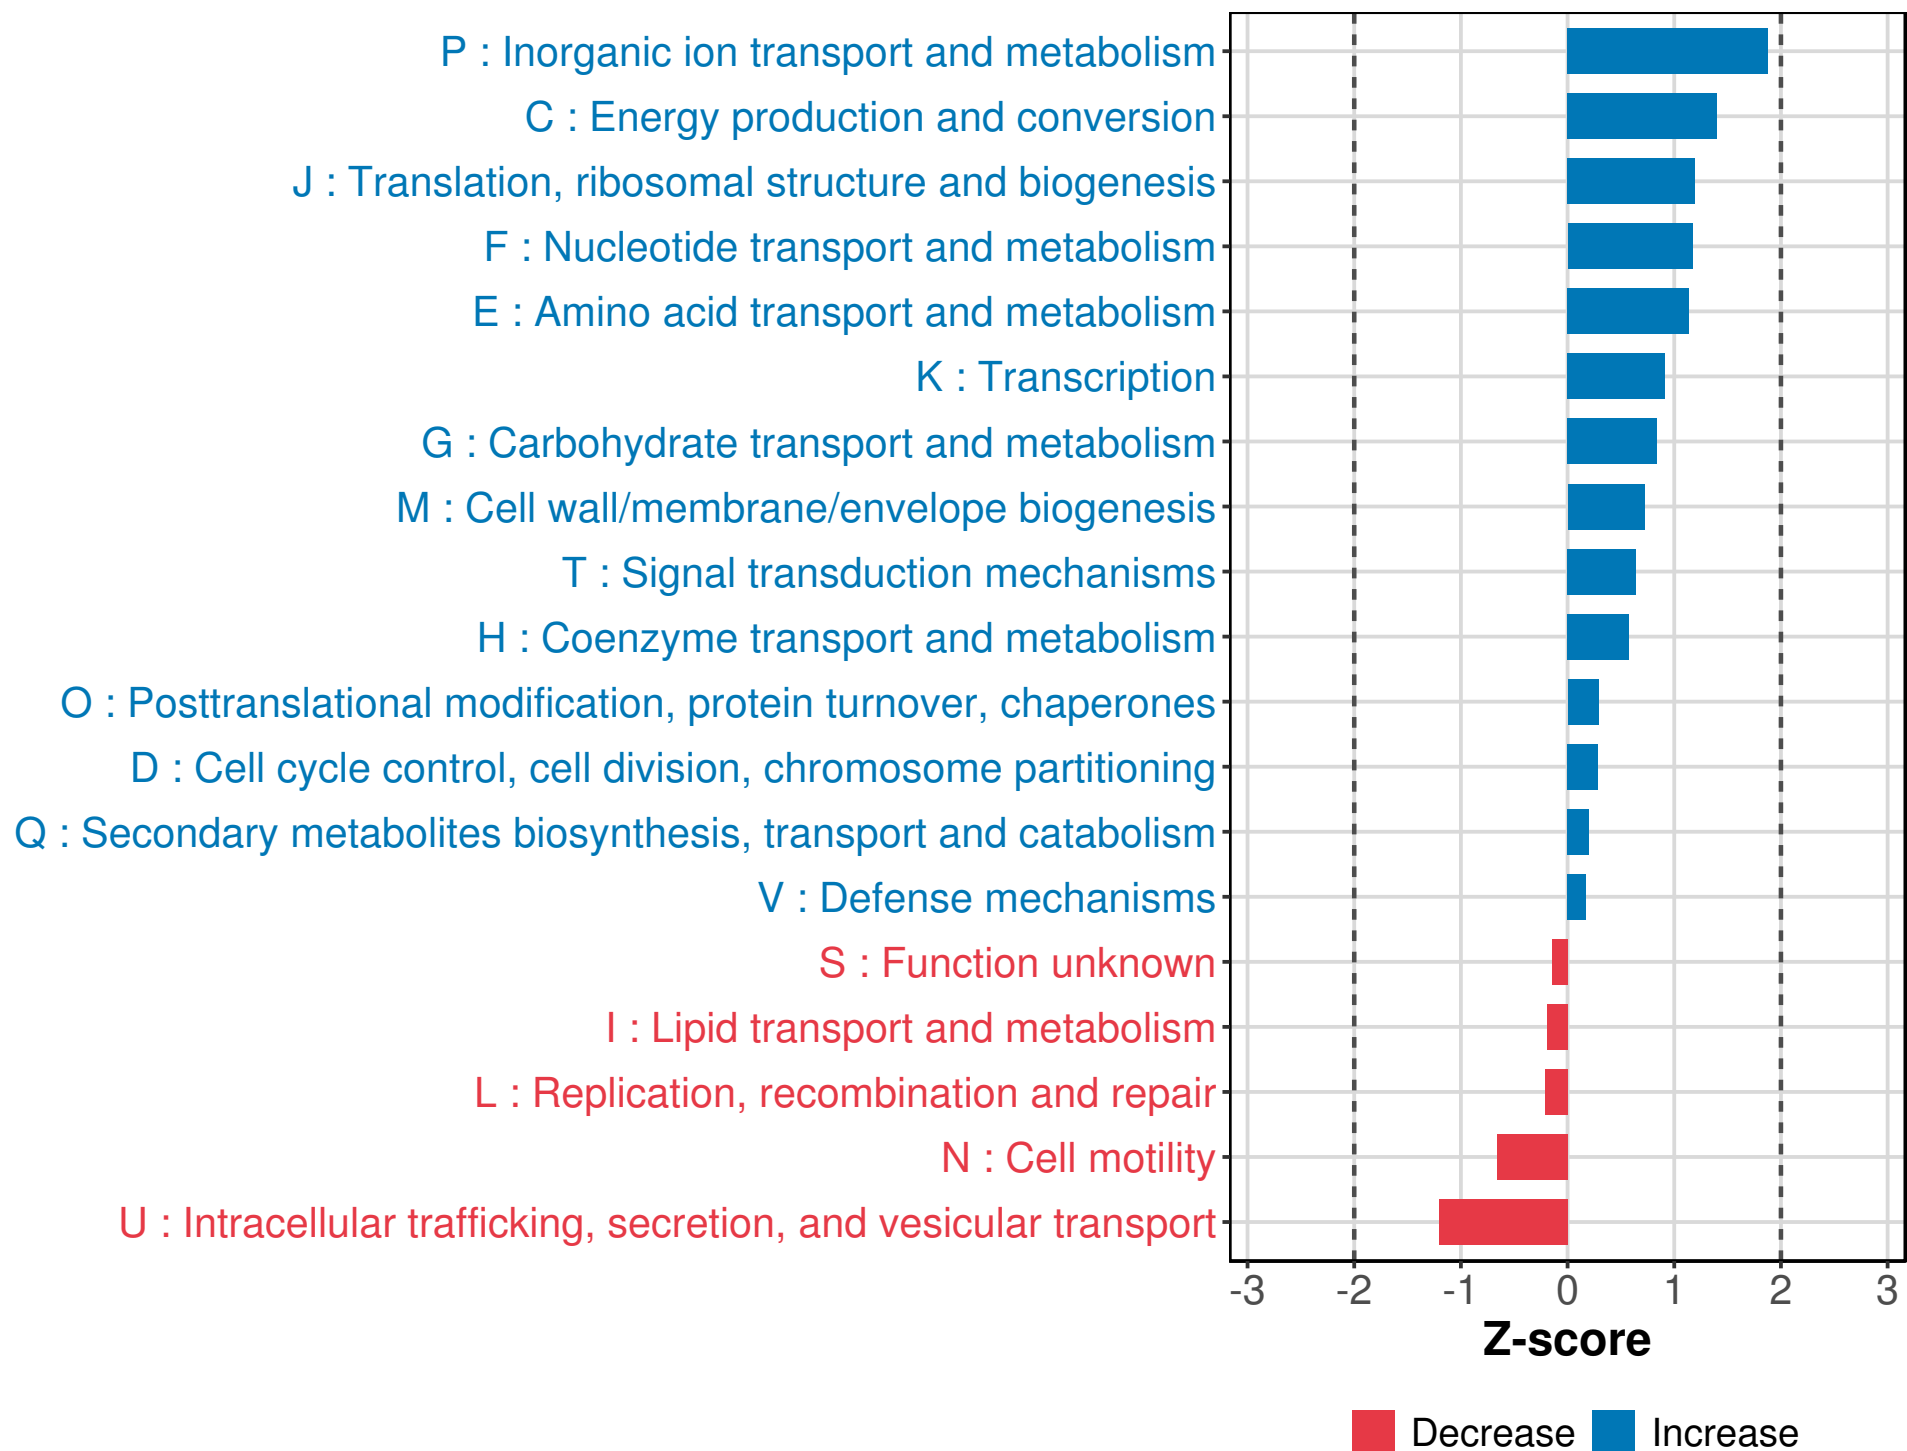 P : Inorganic ion transport and metabolism
C : Energy production and conversion
J : Translation, ribosomal structure and biogenesis
F : Nucleotide transport and metabolism
E : Amino acid transport and metabolism
K : Transcription
G : Carbohydrate transport and metabolism
M : Cell wall/membrane/envelope biogenesis
T : Signal transduction mechanisms
H : Coenzyme transport and metabolism
O : Posttranslational modification, protein turnover, chaperones
D : Cell cycle control, cell division, chromosome partitioning
Q : Secondary metabolites biosynthesis, transport and catabolism
V : Defense mechanisms
S : Function unknown
I : Lipid transport and metabolism
L : Replication, recombination and repair
N : Cell motility
U : Intracellular trafficking, secretion, and vesicular transport
-3 -2 -1 0 1 2 3
Z-score
Decrease Increase